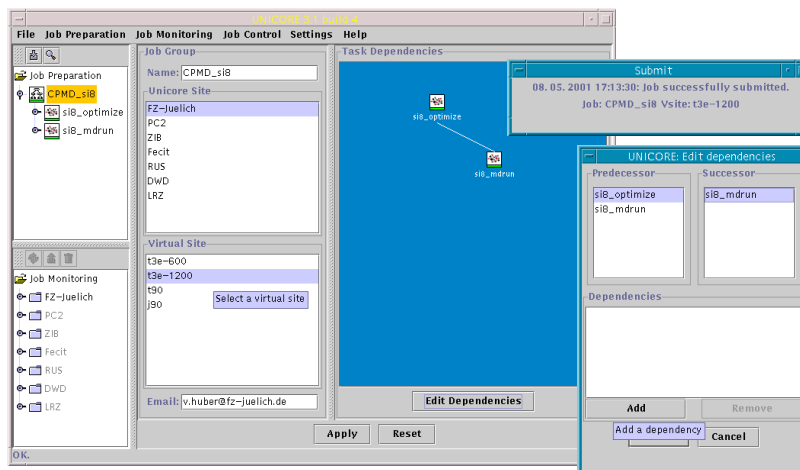 UNICORE 3.1 build 4
File Job Preparation Job Monitoring Job Control Settings Help
Job Preparation
CPMD_si8
si8_optimize
si8_mdrun
Job Monitoring
FZ-Juelich
PC2
ZIB
Fecit
RUS
DWD
LRZ
OK.
Job Group
Name: CPMD_si8
Unicore Site
FZ-Juelich
PC2
ZIB
Fecit
RUS
DWD
LRZ
Virtual Site
t3e-600
t3e-1200
t90
j90
Select a virtual site
Email: v.huber@fz-juelich.de
Apply Reset
Task Dependencies
si8_optimize
si8_mdrun
Edit Dependencies
Submit
08. 05. 2001 17:13:30: Job successfully submitted.
Job: CPMD_si8 Vsite: t3e-1200
UNICORE: Edit dependencies
Predecessor Successor
si8_optimize si8_mdrun
si8_mdrun
Dependencies
Add Remove
Add a dependency
Cancel